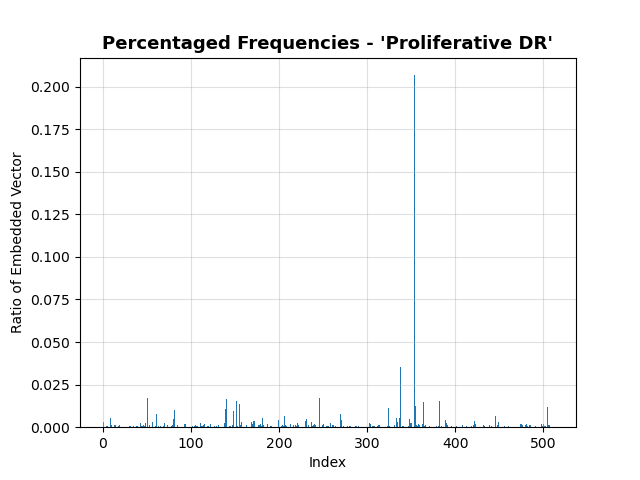 Percentaged Frequencies - 'Proliferative DR'
Ratio of Embedded Vector
0.200
0.175
0.150
0.125
0.100
0.075
0.050
0.025
0.000
0 100 200 300 400 500
Index